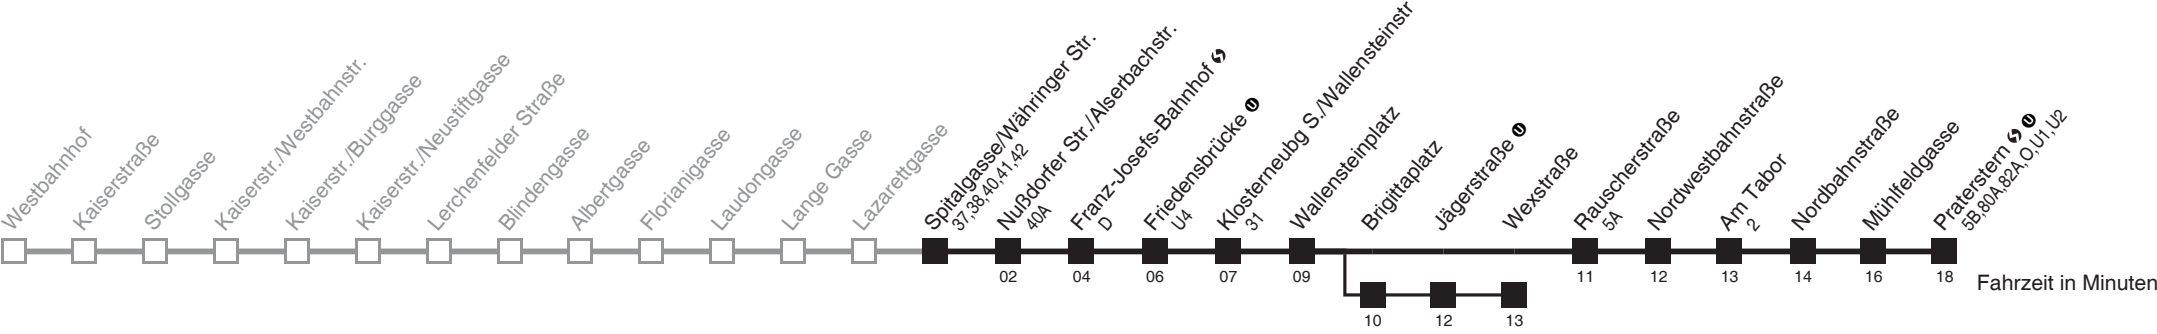 Westbahnhof
Kaiserstraße
Stollgasse
Kaiserstr./Westbahnstr.
Kaiserstr./Burggasse
Kaiserstr./Neustiftgasse
Lerchenfelder Straße
Blindengasse
Albertgasse
Florianigasse
Laudongasse
Lange Gasse
Lazarettgasse
Spitalgasse/Währinger Str.
37,38,40,41,42
Nußdorfer Str./Alserbachstr.
40A
02
Franz-Josefs-Bahnhof S
D
04
Friedensbrücke U
U4
06
Klosterneubg S./Wallensteinstr
31
07
Wallensteinplatz
09
Brigittaplatz
10
Jägerstraße U
12
Wexstraße
13
Rauscherstraße
5A
11
Nordwestbahnstraße
12
Am Tabor
2
13
Nordbahnstraße
14
Mühlfeldgasse
16
Praterstern S U
5B,80A,82A,O,U1,U2
18
Fahrzeit in Minuten